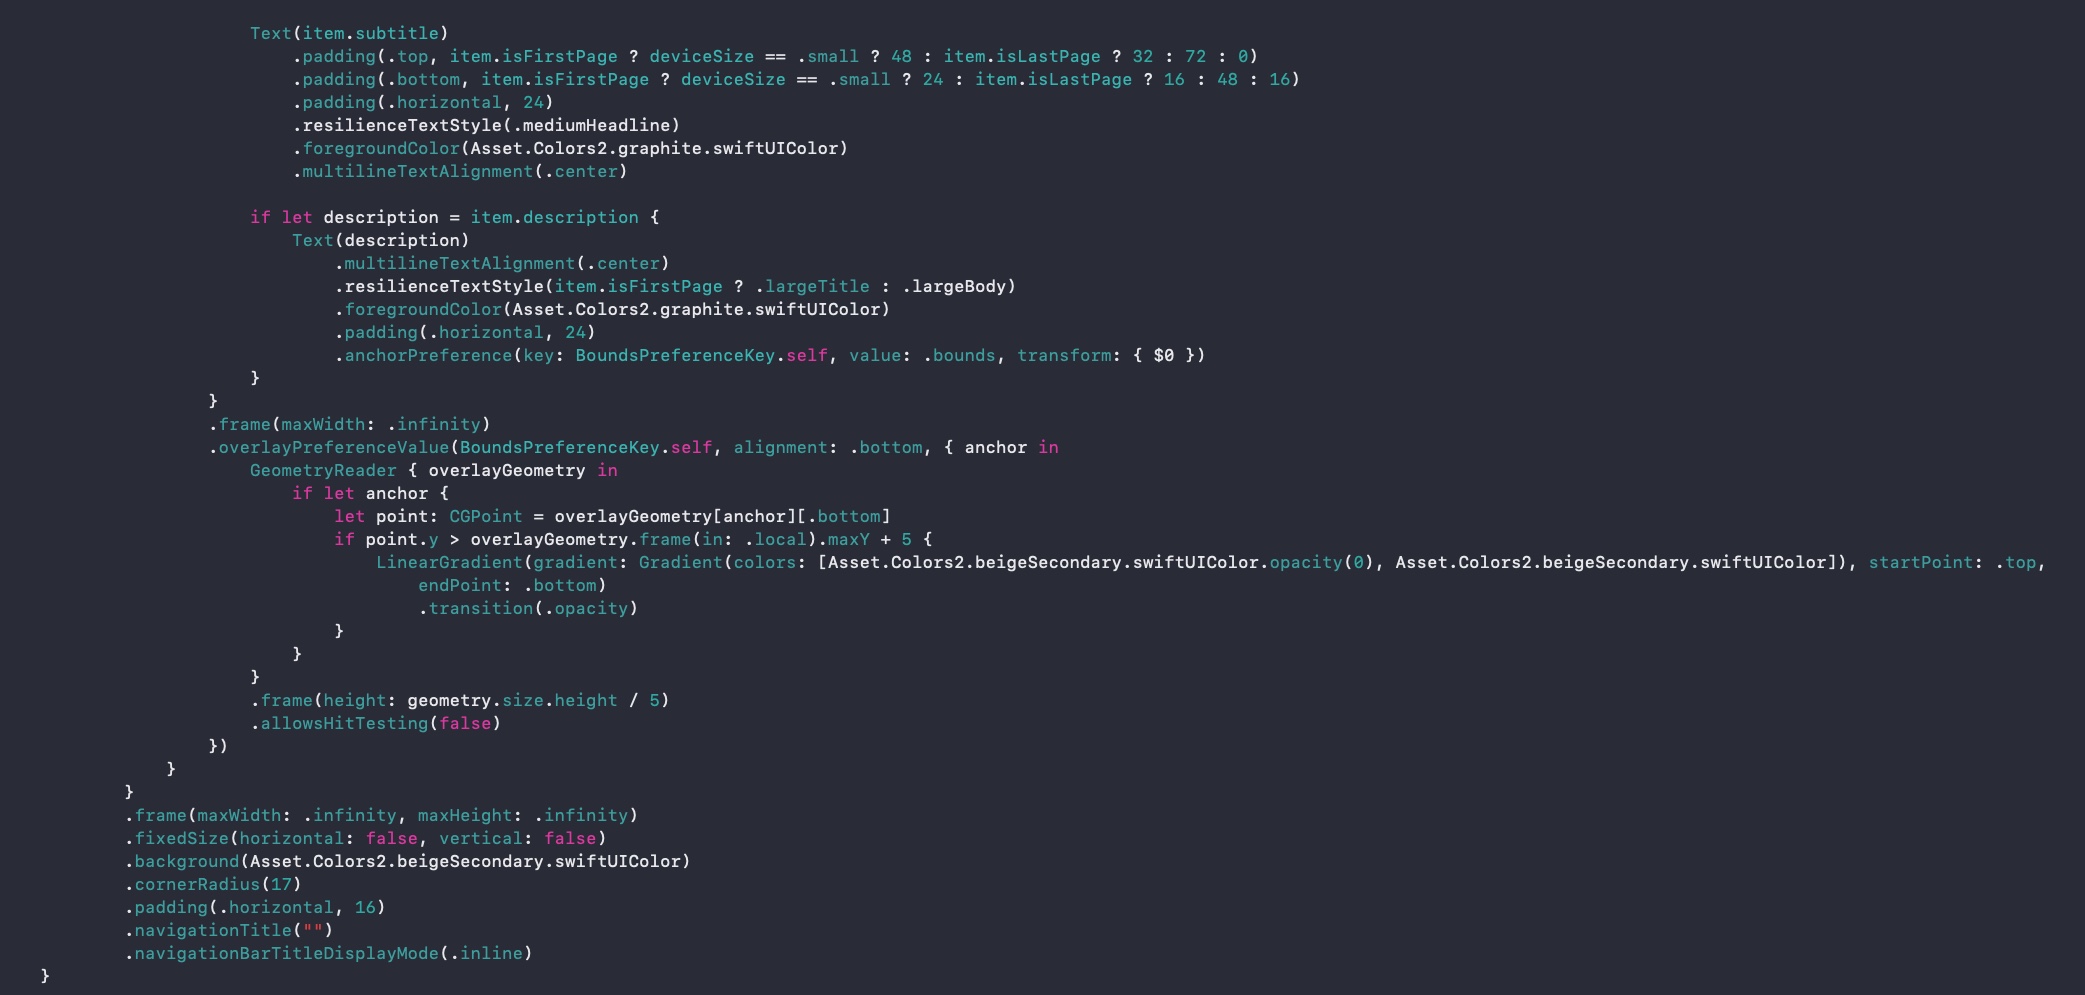 Text(item.subtitle)
.padding(.top, item.isFirstPage ? deviceSize == .small ? 48 : item.isLastPage ? 32 : 72 : 0)
.padding(.bottom, item.isFirstPage ? deviceSize == .small ? 24 : item.isLastPage ? 16 : 48 : 16)
.padding(.horizontal, 24)
.resilienceTextStyle(.mediumHeadline)
.foregroundColor(Asset.Colors2.graphite.swiftUIColor)
.multilineTextAlignment(.center)
if let description = item.description {
Text(description)
.multilineTextAlignment(.center)
.resilienceTextStyle(item.isFirstPage ? .largeTitle : .largeBody)
.foregroundColor(Asset.Colors2.graphite.swiftUIColor)
.padding(.horizontal, 24)
.anchorPreference(key: BoundsPreferenceKey.self, value: .bounds, transform: { $0 })
}
}
.frame(maxWidth: .infinity)
.overlayPreferenceValue(BoundsPreferenceKey.self, alignment: .bottom, { anchor in
GeometryReader { overlayGeometry in
if let anchor {
let point: CGPoint = overlayGeometry[anchor][.bottom]
if point.y > overlayGeometry.frame(in: .local).maxY + 5 {
LinearGradient(gradient: Gradient(colors: [Asset.Colors2.beigeSecondary.swiftUIColor.opacity(0), Asset.Colors2.beigeSecondary.swiftUIColor]), startPoint: .top,
endPoint: .bottom)
.transition(.opacity)
}
}
}
.frame(height: geometry.size.height / 5)
.allowsHitTesting(false)
})
}
}
.frame(maxWidth: .infinity, maxHeight: .infinity)
.fixedSize(horizontal: false, vertical: false)
.background(Asset.Colors2.beigeSecondary.swiftUIColor)
.cornerRadius(17)
.padding(.horizontal, 16)
.navigationTitle("")
.navigationBarTitleDisplayMode(.inline)
}